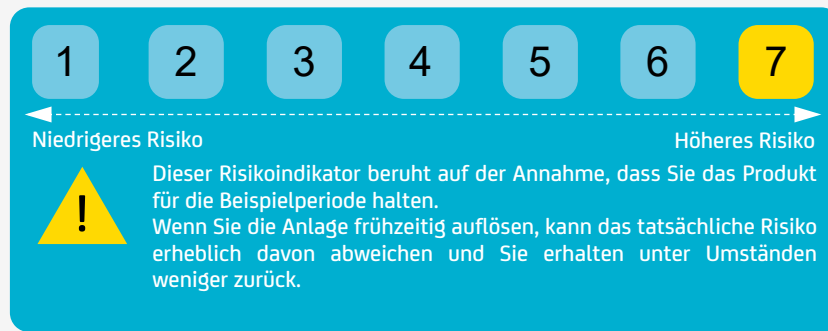 1 2 3 4 5 6 7
Niedrigeres Risiko Höheres Risiko
!
Dieser Risikoindikator beruht auf der Annahme, dass Sie das Produkt
für die Beispielperiode halten.
Wenn Sie die Anlage frühzeitig auflösen, kann das tatsächliche Risiko
erheblich davon abweichen und Sie erhalten unter Umständen
weniger zurück.